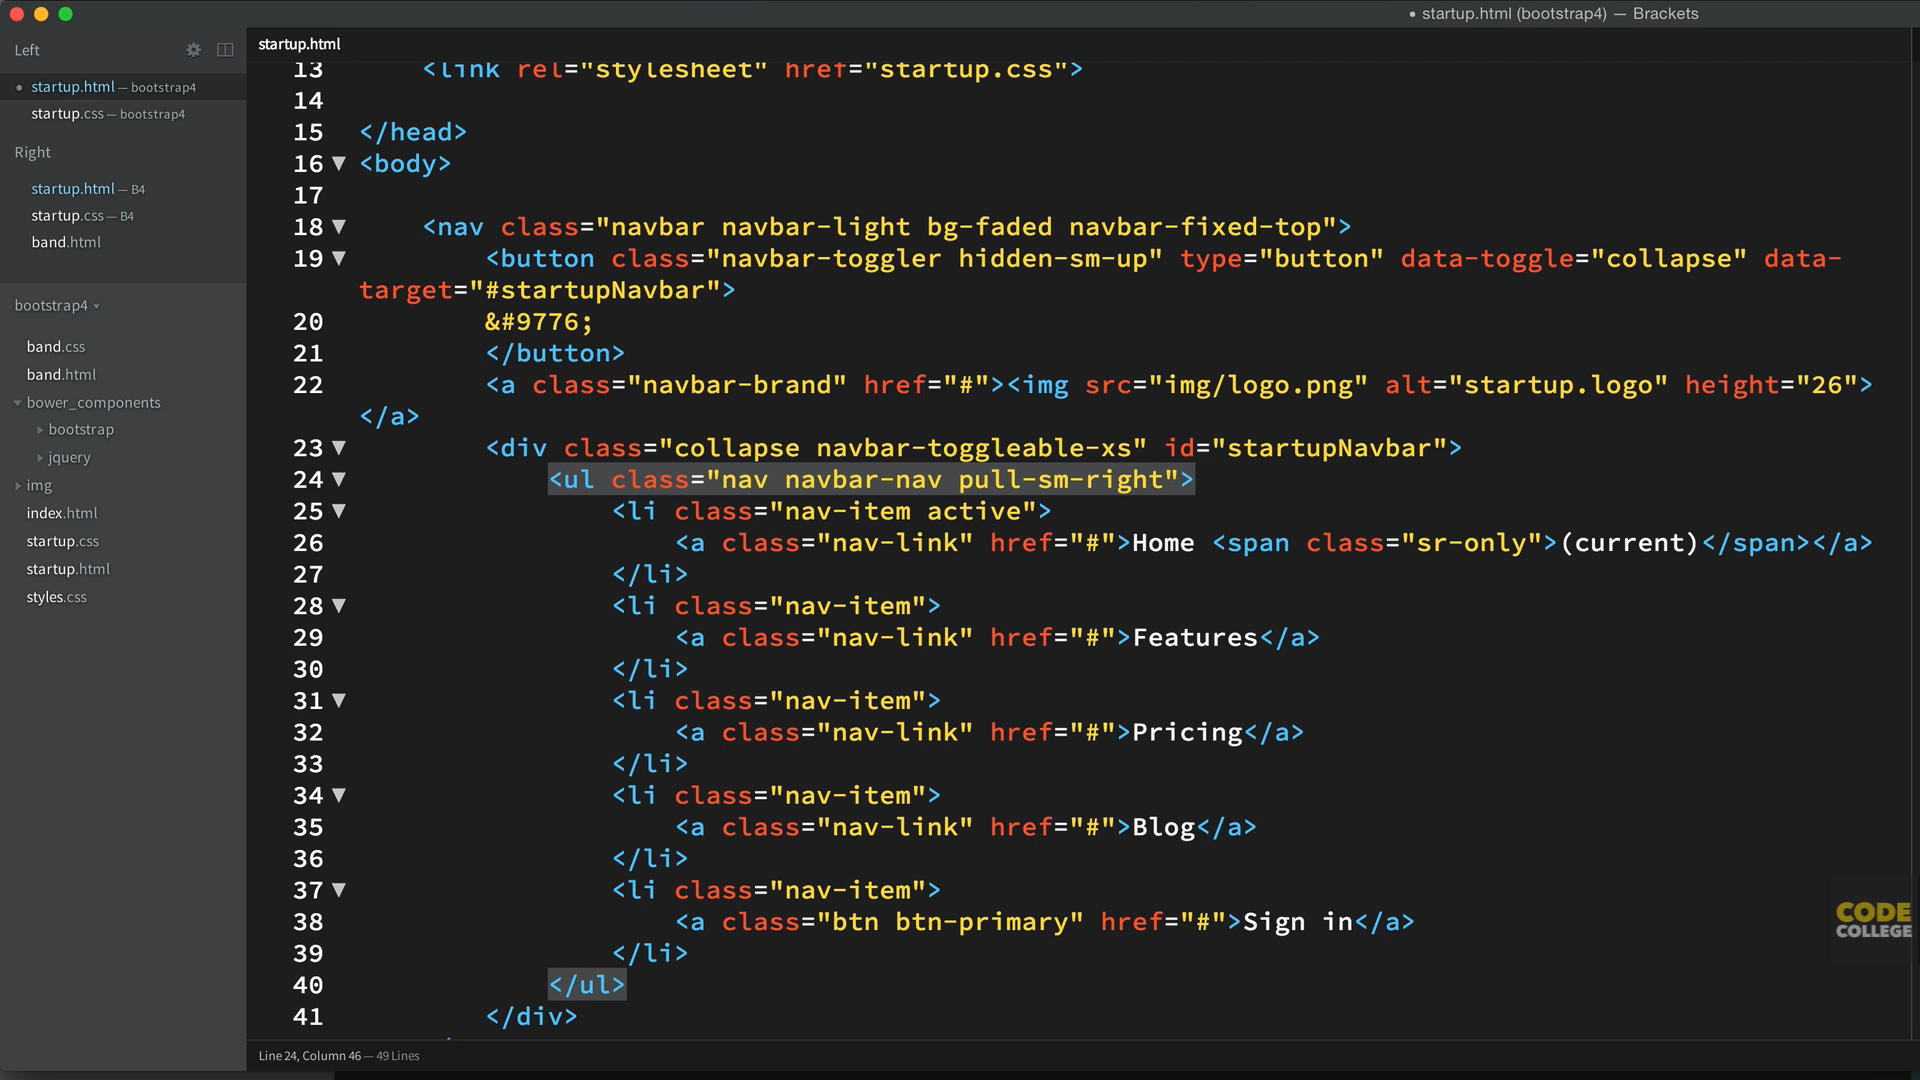 startup.html (bootstrap4) — Brackets
Left
startup.html — bootstrap4
startup.css — bootstrap4
Right
startup.html — B4
startup.css — B4
band.html
bootstrap4
band.css
band.html
bower_components
bootstrap
jquery
img
index.html
startup.css
startup.html
styles.css
startup.html
13 <link rel="stylesheet" href="startup.css">
14
15 </head>
16 <body>
17
18 <nav class="navbar navbar-light bg-faded navbar-fixed-top">
19 <button class="navbar-toggler hidden-sm-up" type="button" data-toggle="collapse" data-
target="#startupNavbar">
20 &#9776;
21 </button>
22 <a class="navbar-brand" href="#"><img src="img/logo.png" alt="startup.logo" height="26">
</a>
23 <div class="collapse navbar-toggleable-xs" id="startupNavbar">
24 <ul class="nav navbar-nav pull-sm-right">
25 <li class="nav-item active">
26 <a class="nav-link" href="#">Home <span class="sr-only">(current)</span></a>
27 </li>
28 <li class="nav-item">
29 <a class="nav-link" href="#">Features</a>
30 </li>
31 <li class="nav-item">
32 <a class="nav-link" href="#">Pricing</a>
33 </li>
34 <li class="nav-item">
35 <a class="nav-link" href="#">Blog</a>
36 </li>
37 <li class="nav-item">
38 <a class="btn btn-primary" href="#">Sign in</a>
39 </li>
40 </ul>
41 </div>
CODE
COLLEGE
Line 24, Column 46 — 49 Lines